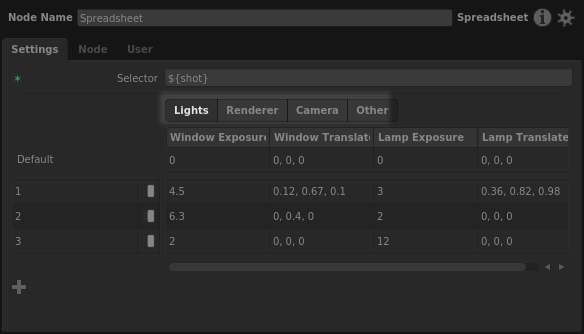 Node Name Spreadsheet Spreadsheet
Settings Node User
Selector ${shot}
Lights Renderer Camera Other
Window Exposure Window Translate Lamp Exposure Lamp Translate
Default 0 0, 0, 0 0 0, 0, 0
1 4.5 0.12, 0.67, 0.1 3 0.36, 0.82, 0.98
2 6.3 0, 0.4, 0 2 0, 0, 0
3 2 0, 0, 0 12 0, 0, 0